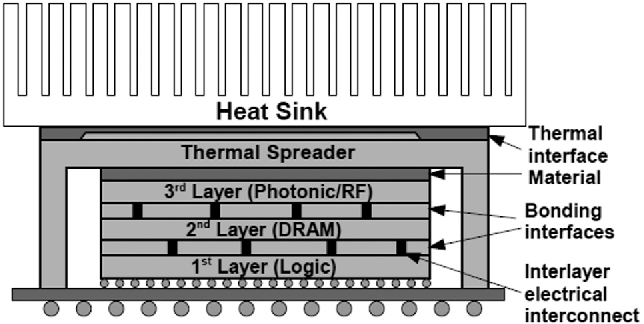 Heat Sink
Thermal Spreader
3rd Layer (Photonic/RF)
2nd Layer (DRAM)
1st Layer (Logic)
Thermal
interface
Material
Bonding
interfaces
Interlayer
electrical
interconnect